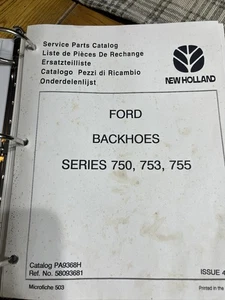 Service Parts Catalog
Liste de Pièces De Rechange
Ersatzteilliste
Catalogo Pezzi di Ricambio
Onderdelenlijst
NEW HOLLAND
FORD
BACKHOES
SERIES 750, 753, 755
Catalog PA9368H
Ref. No. 58093681
ISSUE 4
Microfiche 503
Printed in the